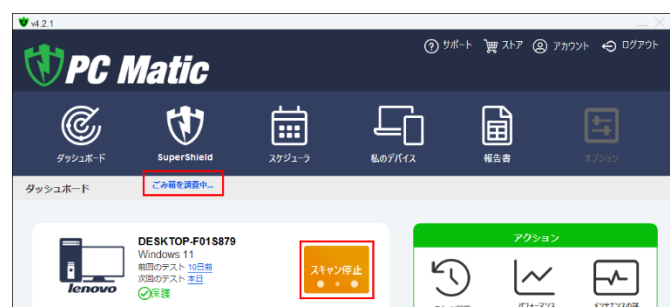 v4.2.1
PC Matic
サポート ストア アカウント ログアウト
ダッシュボード SuperShield スケジューラ 私のデバイス 報告書 オプション
ダッシュボード ごみ箱を調査中...
DESKTOP-F01S879
Windows 11
前回のテスト 10日前
次回のテスト 本日
保護
lenovo
スキャン停止
アクション